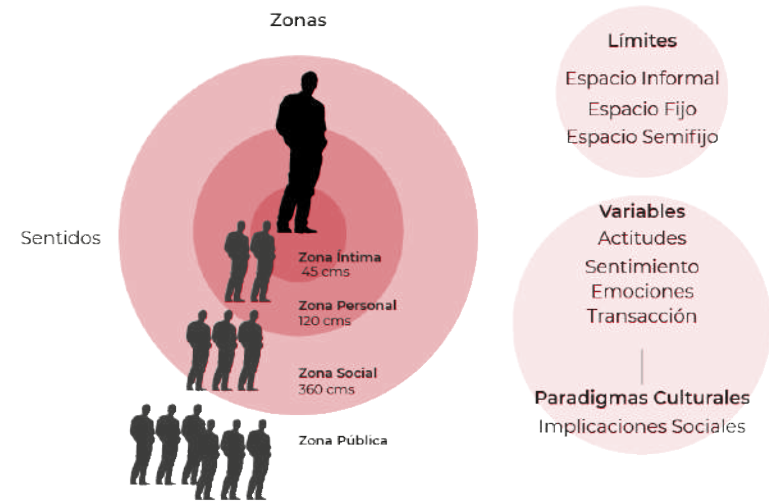 Zonas
Sentidos
Zona Íntima
45 cms
Zona Personal
120 cms
Zona Social
360 cms
Zona Pública
Límites
Espacio Informal
Espacio Fijo
Espacio Semifijo
Variables
Actitudes
Sentimiento
Emociones
Transacción
Paradigmas Culturales
Implicaciones Sociales